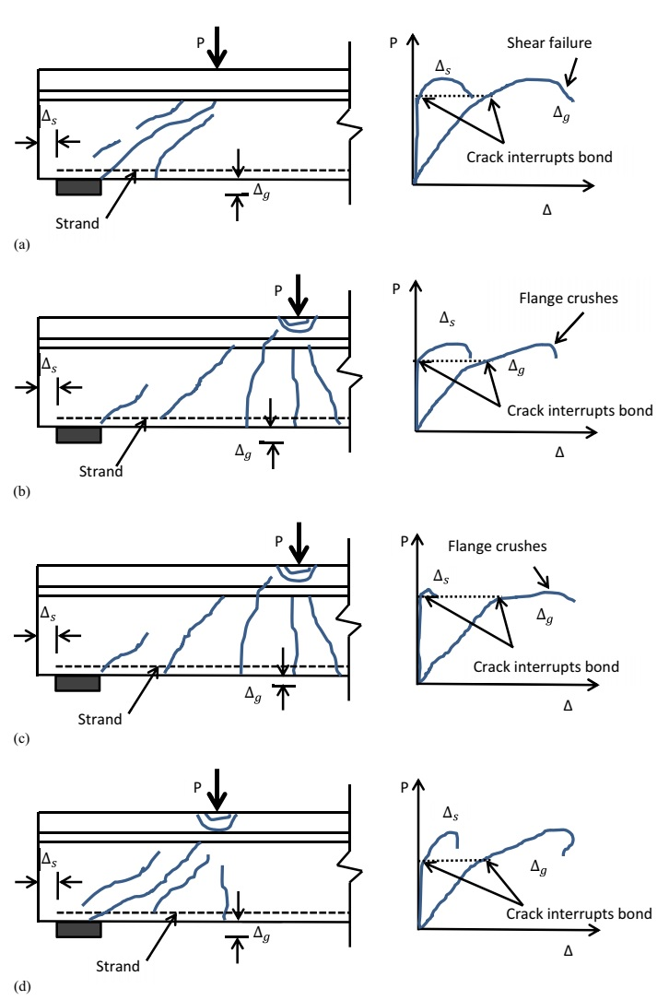 P
Δs
Δg
Strand
(a)
P
Shear failure
Δs
Δg
Crack interrupts bond
Δ
P
Δs
Δg
Strand
(b)
P
Flange crushes
Δs
Δg
Crack interrupts bond
Δ
P
Δs
Δg
Strand
(c)
P
Flange crushes
Δs
Δg
Crack interrupts bond
Δ
P
Δs
Δg
Strand
(d)
P
Δs
Δg
Crack interrupts bond
Δ